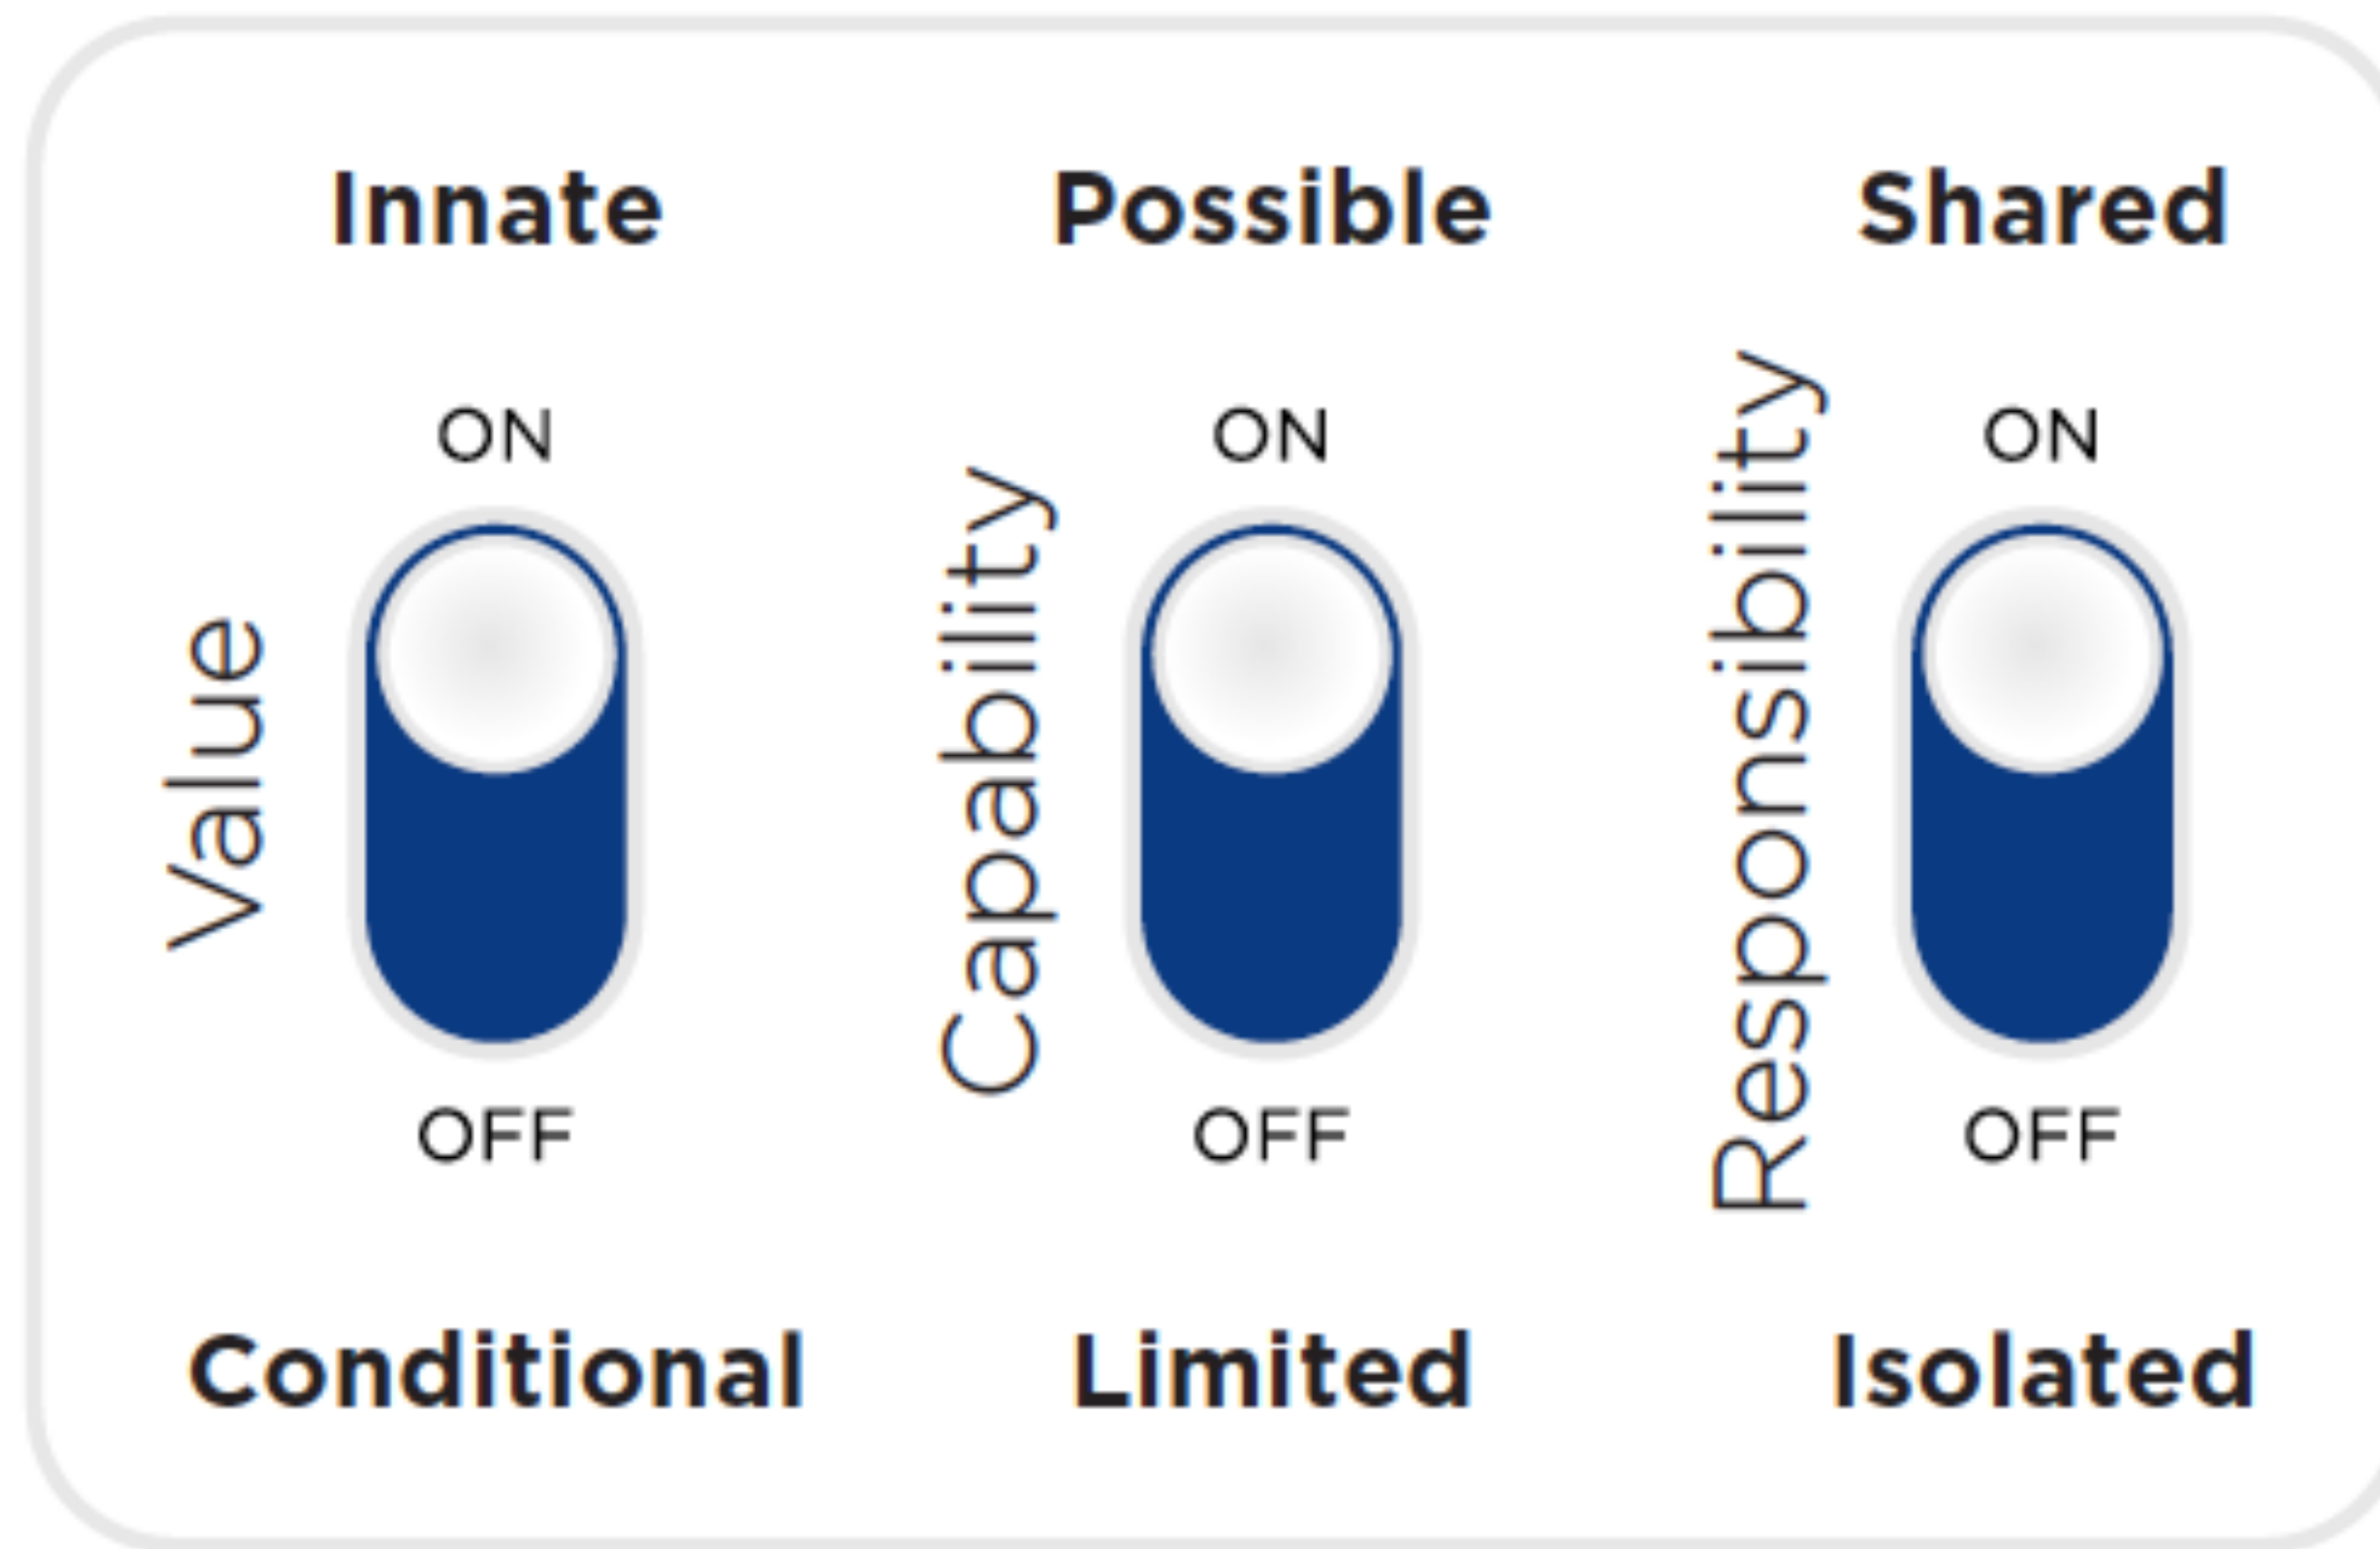 Innate
Possible
Shared
ON
ON
ON
Value
Capability
Responsibility
OFF
OFF
OFF
Conditional
Limited
Isolated